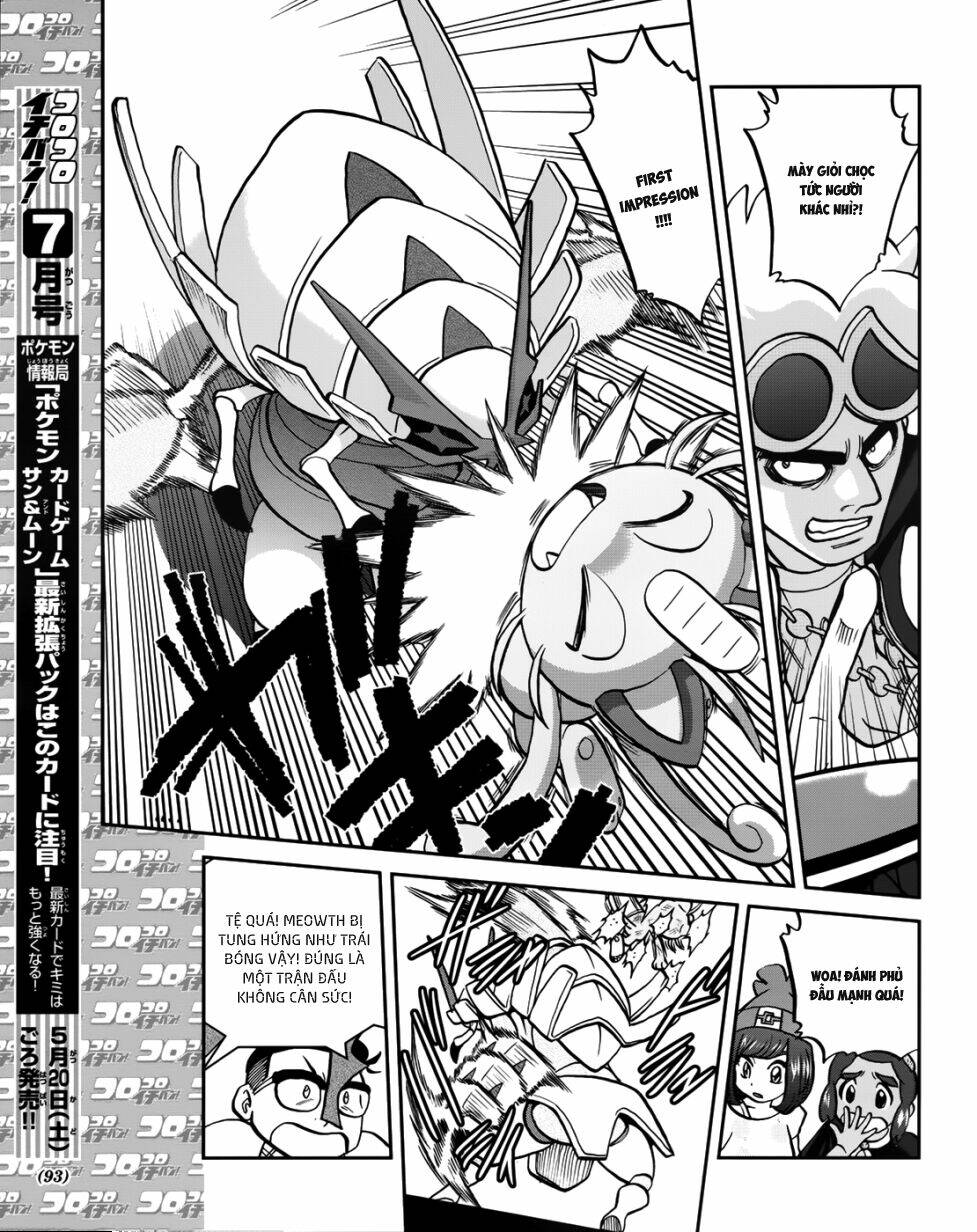 MÀY GIỎI CHỌC
TỨC NGƯỜI
KHÁC NHỈ?!
FIRST
IMPRESSION
!!!!
WOA! ĐÁNH PHỦ
ĐẦU MẠNH QUÁ!
TỆ QUÁ! MEOWTH BỊ
TUNG HỨNG NHƯ TRÁI
BÓNG VẬY! ĐÚNG LÀ
MỘT TRẬN ĐẤU
KHÔNG CÂN SỨC!
コロコロ
イチバン!
7月号
ポケモン
情報局
「ポケモン カードゲーム
サン&ムーン」最新拡張パックはこのカードに注目!
最新カードでキミは
もっと強くなる!
5月20日(土)
ごろ発売!!
(93)